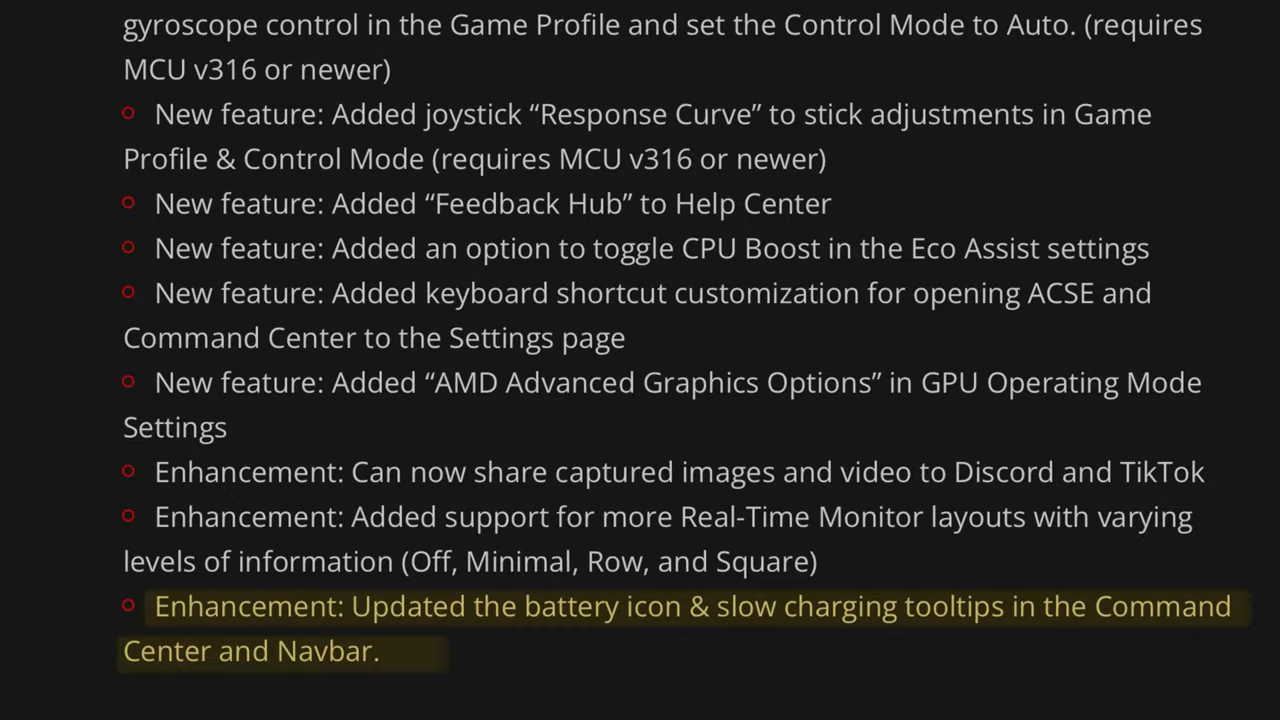 gyroscope control in the Game Profile and set the Control Mode to Auto. (requires
MCU v316 or newer)
New feature: Added joystick “Response Curve” to stick adjustments in Game
Profile & Control Mode (requires MCU v316 or newer)
New feature: Added “Feedback Hub” to Help Center
New feature: Added an option to toggle CPU Boost in the Eco Assist settings
New feature: Added keyboard shortcut customization for opening ACSE and
Command Center to the Settings page
New feature: Added “AMD Advanced Graphics Options” in GPU Operating Mode
Settings
Enhancement: Can now share captured images and video to Discord and TikTok
Enhancement: Added support for more Real-Time Monitor layouts with varying
levels of information (Off, Minimal, Row, and Square)
Enhancement: Updated the battery icon & slow charging tooltips in the Command
Center and Navbar.